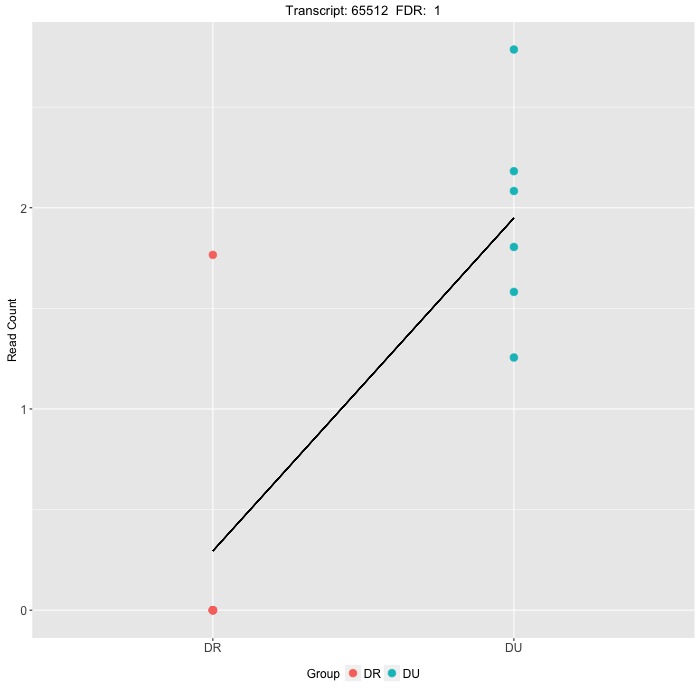 Transcript: 65512  FDR:  1
Read Count
2
1
0
DR DU
Group DR DU